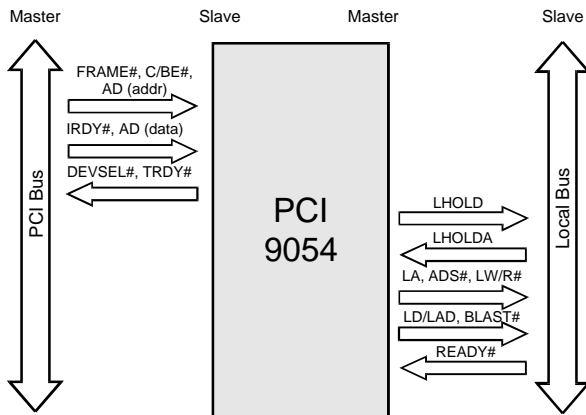 Master Slave Master Slave
FRAME#, C/BE#,
AD (addr)
IRDY#, AD (data)
DEVSEL#, TRDY#
PCI Bus
PCI
9054
LHOLD
LHOLDA
LA, ADS#, LW/R#
LD/LAD, BLAST#
READY#
Local Bus